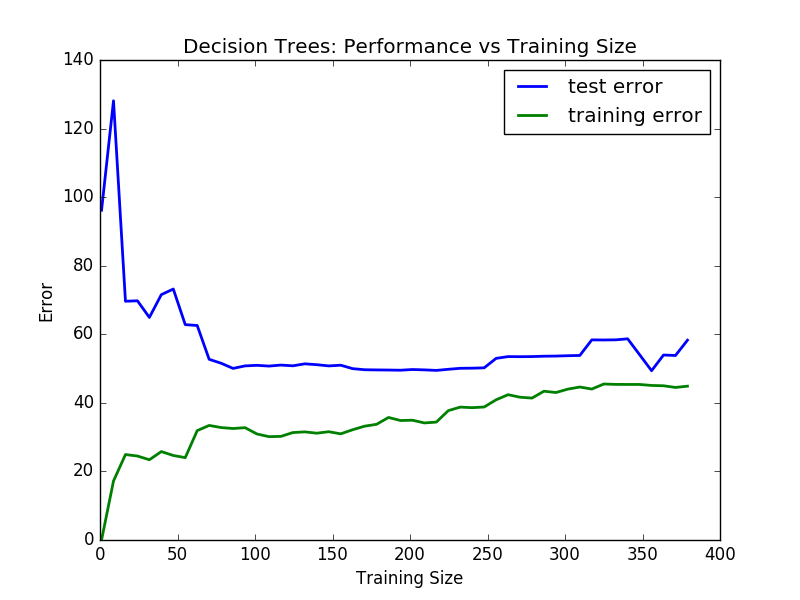 Decision Trees: Performance vs Training Size
140
120
100
80
60
40
20
0
Error
test error
training error
0 50 100 150 200 250 300 350 400
Training Size